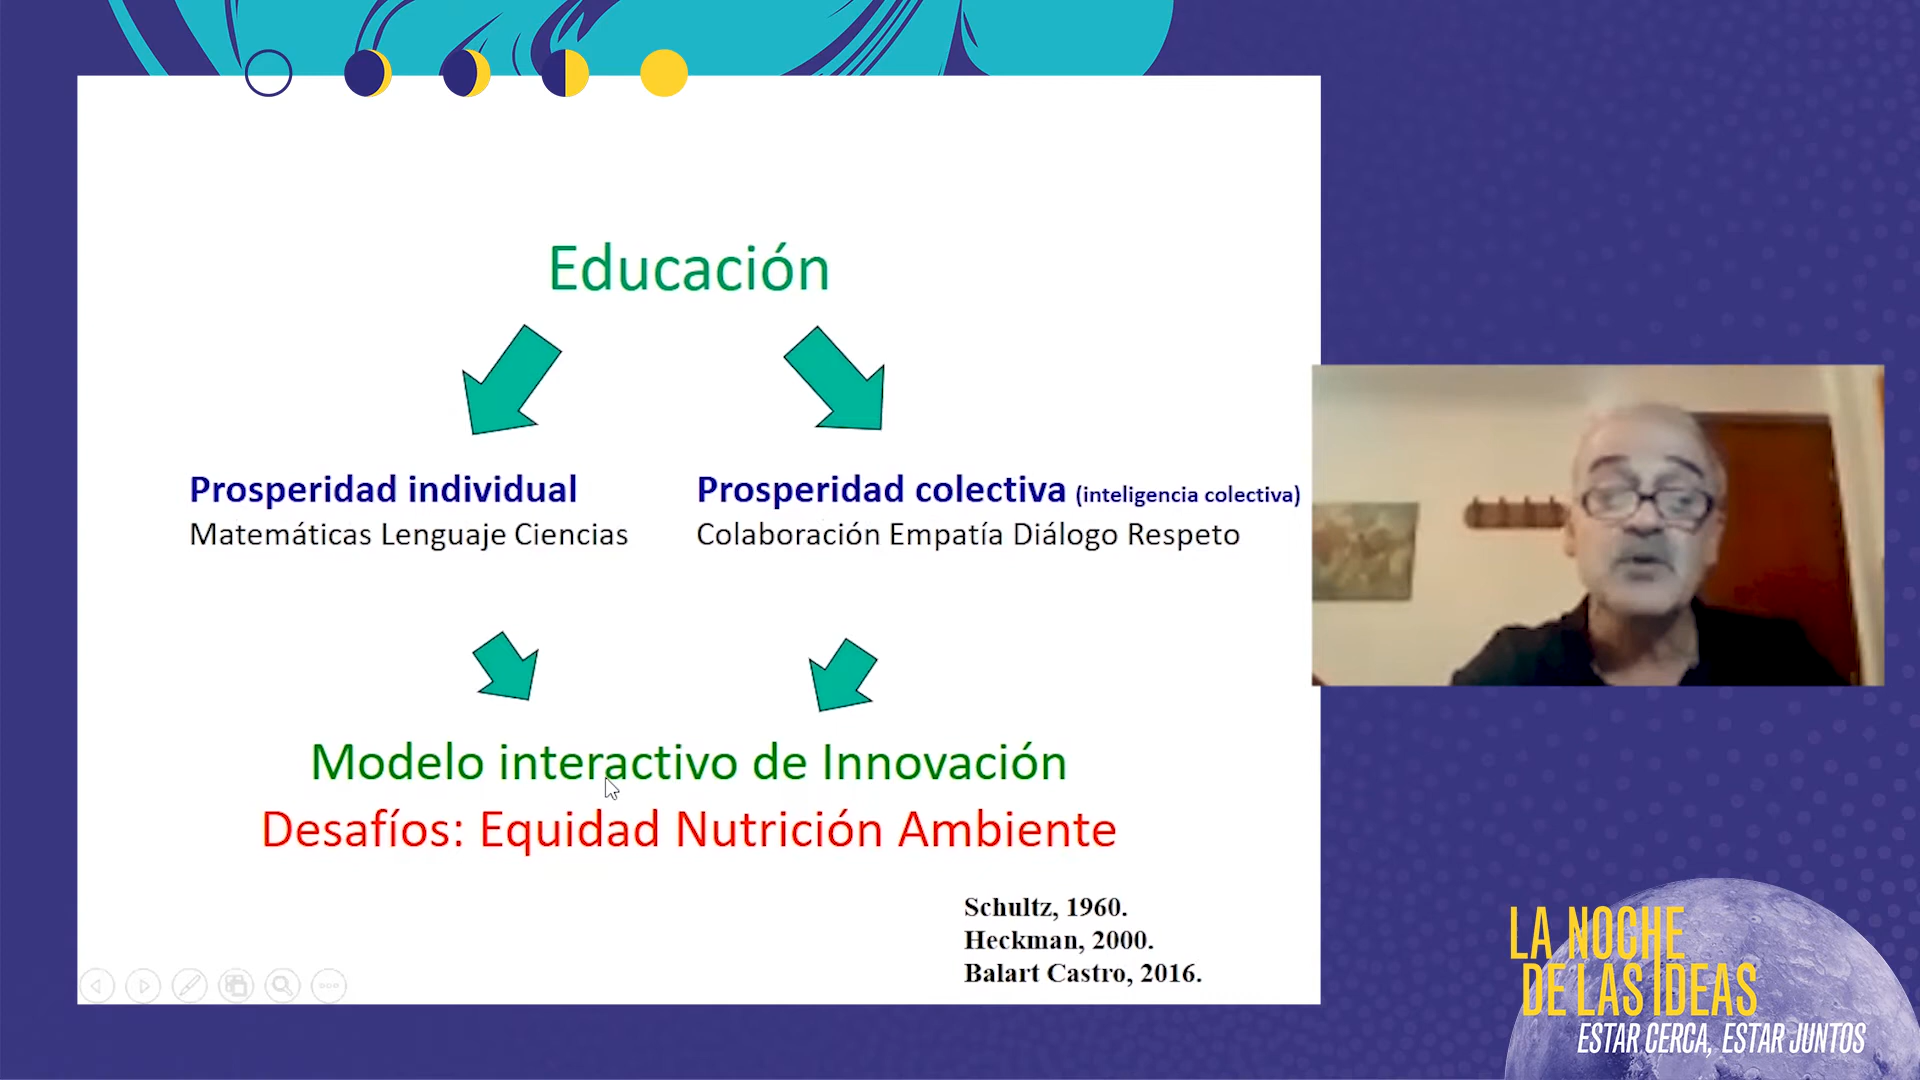 Educación
Prosperidad individual
Matemáticas Lenguaje Ciencias
Prosperidad colectiva (inteligencia colectiva)
Colaboración Empatía Diálogo Respeto
Modelo interactivo de Innovación
Desafíos: Equidad Nutrición Ambiente
Schultz, 1960.
Heckman, 2000.
Balart Castro, 2016.
LA NOCHE
DE LAS IDEAS
ESTAR CERCA, ESTAR JUNTOS